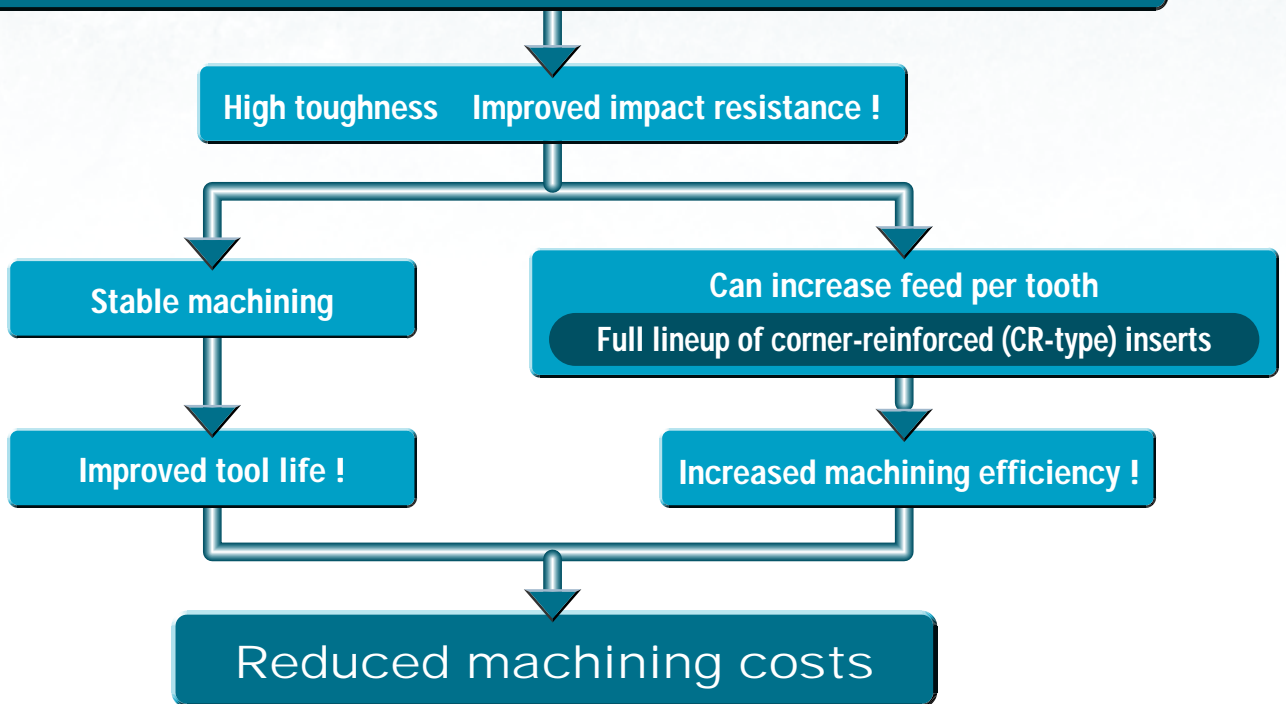 High toughness Improved impact resistance !
Stable machining
Can increase feed per tooth
Full lineup of corner-reinforced (CR-type) inserts
Improved tool life !
Increased machining efficiency !
Reduced machining costs